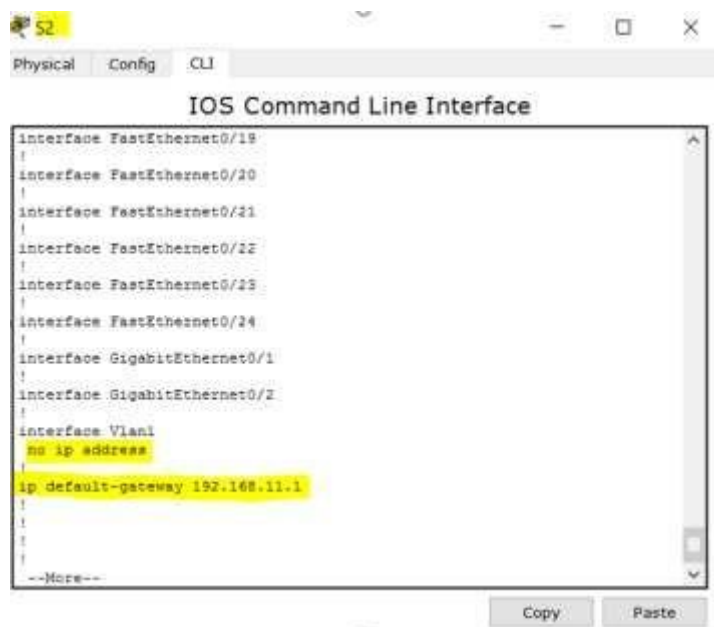 S2
Physical Config CLI
IOS Command Line Interface
interface FastEthernet0/19
!
interface FastEthernet0/20
!
interface FastEthernet0/21
!
interface FastEthernet0/22
!
interface FastEthernet0/23
!
interface FastEthernet0/24
!
interface GigabitEthernet0/1
!
interface GigabitEthernet0/2
!
interface Vlan1
no ip address
!
ip default-gateway 192.168.11.1
!
!
!
!
--More--
Copy Paste